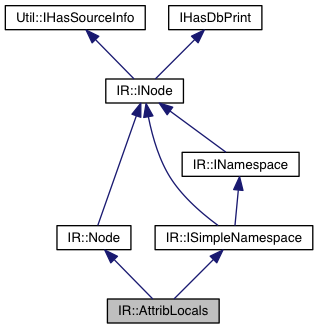 Util::IHasSourceInfo
IHasDbPrint
IR::INode
IR::INamespace
IR::Node
IR::ISimpleNamespace
IR::AttribLocals